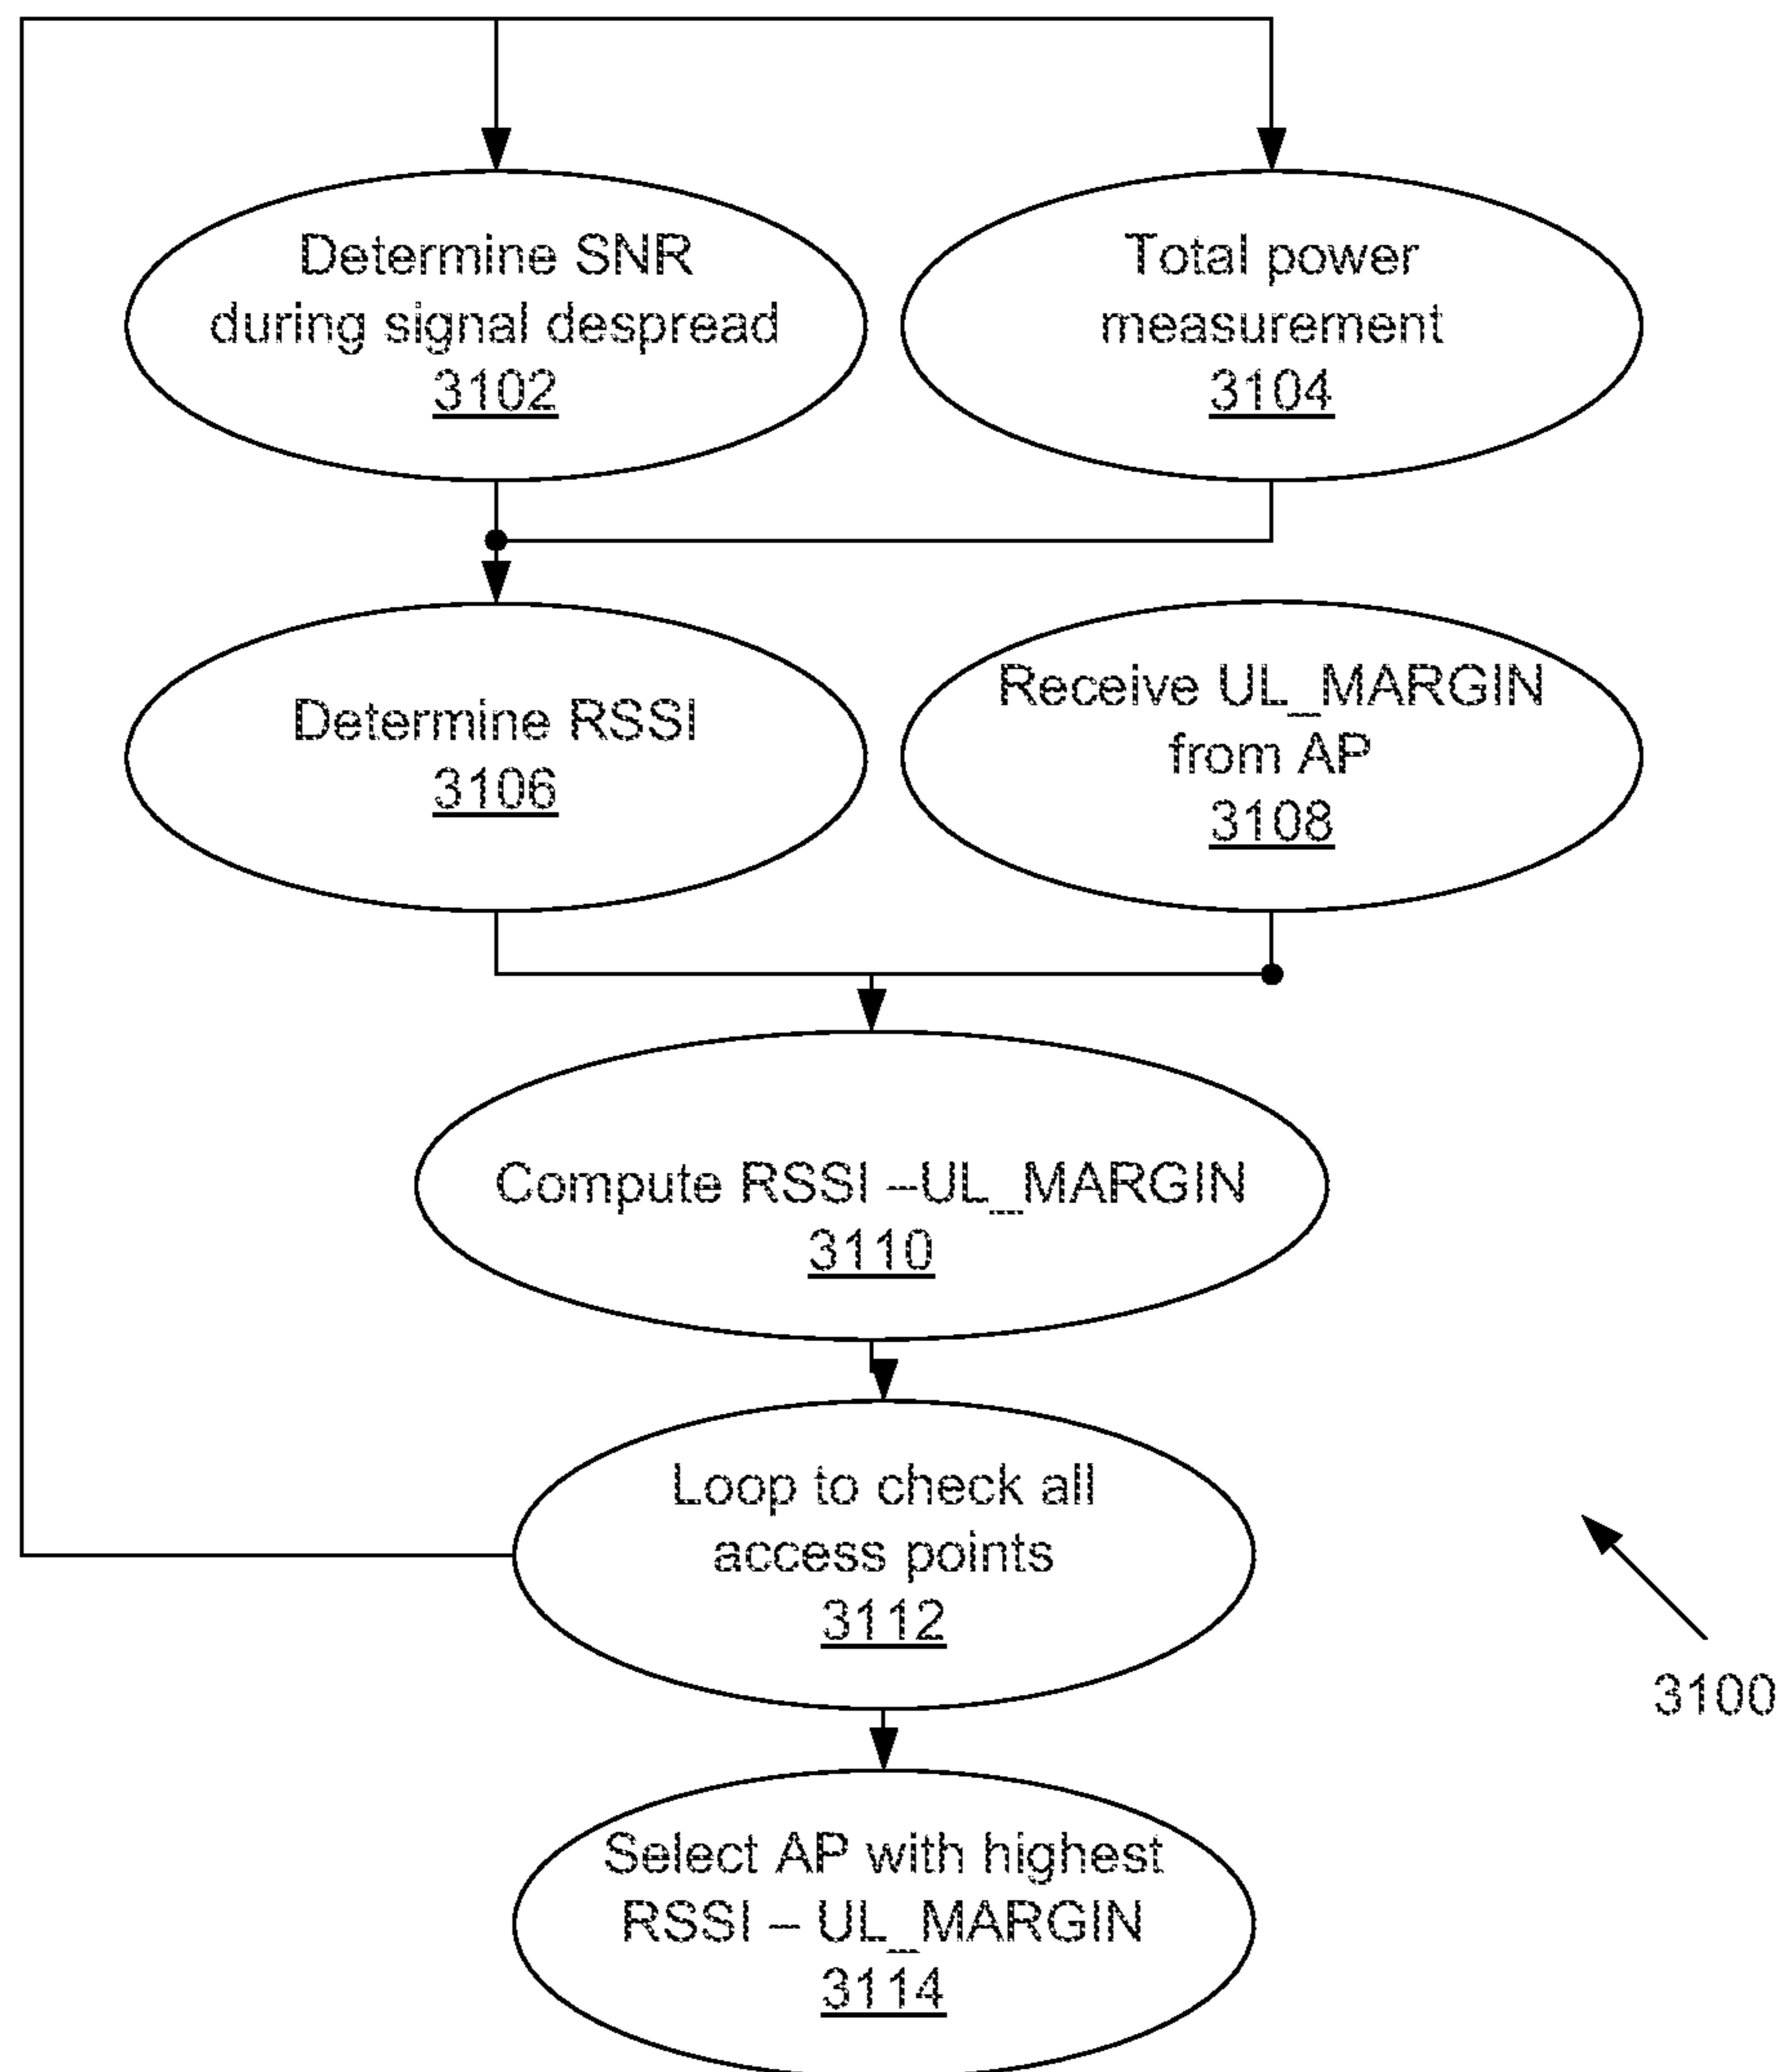 Determine SNR
during signal despread
3102
Total power
measurement
3104
Determine RSSI
3106
Receive UL_MARGIN
from AP
3108
Compute RSSI –UL_MARGIN
3110
Loop to check all
access points
3112
3100
Select AP with highest
RSSI – UL_MARGIN
3114